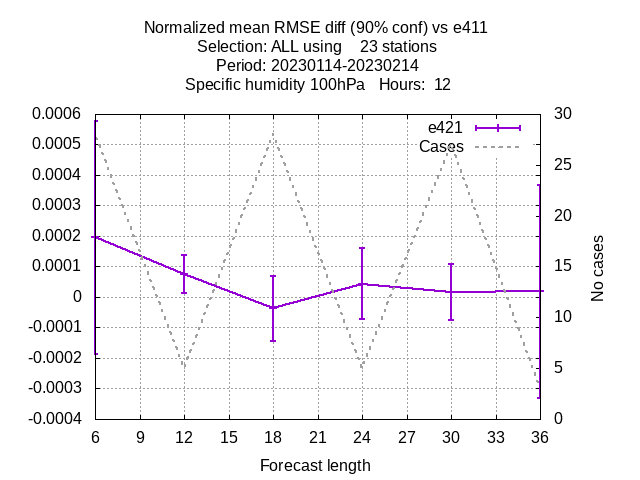 Normalized mean RMSE diff (90% conf) vs e411
Selection: ALL using    23 stations
Period: 20230114-20230214
Specific humidity 100hPa   Hours:  12
0.0006
0.0005
0.0004
0.0003
0.0002
0.0001
0
-0.0001
-0.0002
-0.0003
-0.0004
e421
Cases
30
25
20
15
10
5
0
No cases
6 9 12 15 18 21 24 27 30 33 36
Forecast length